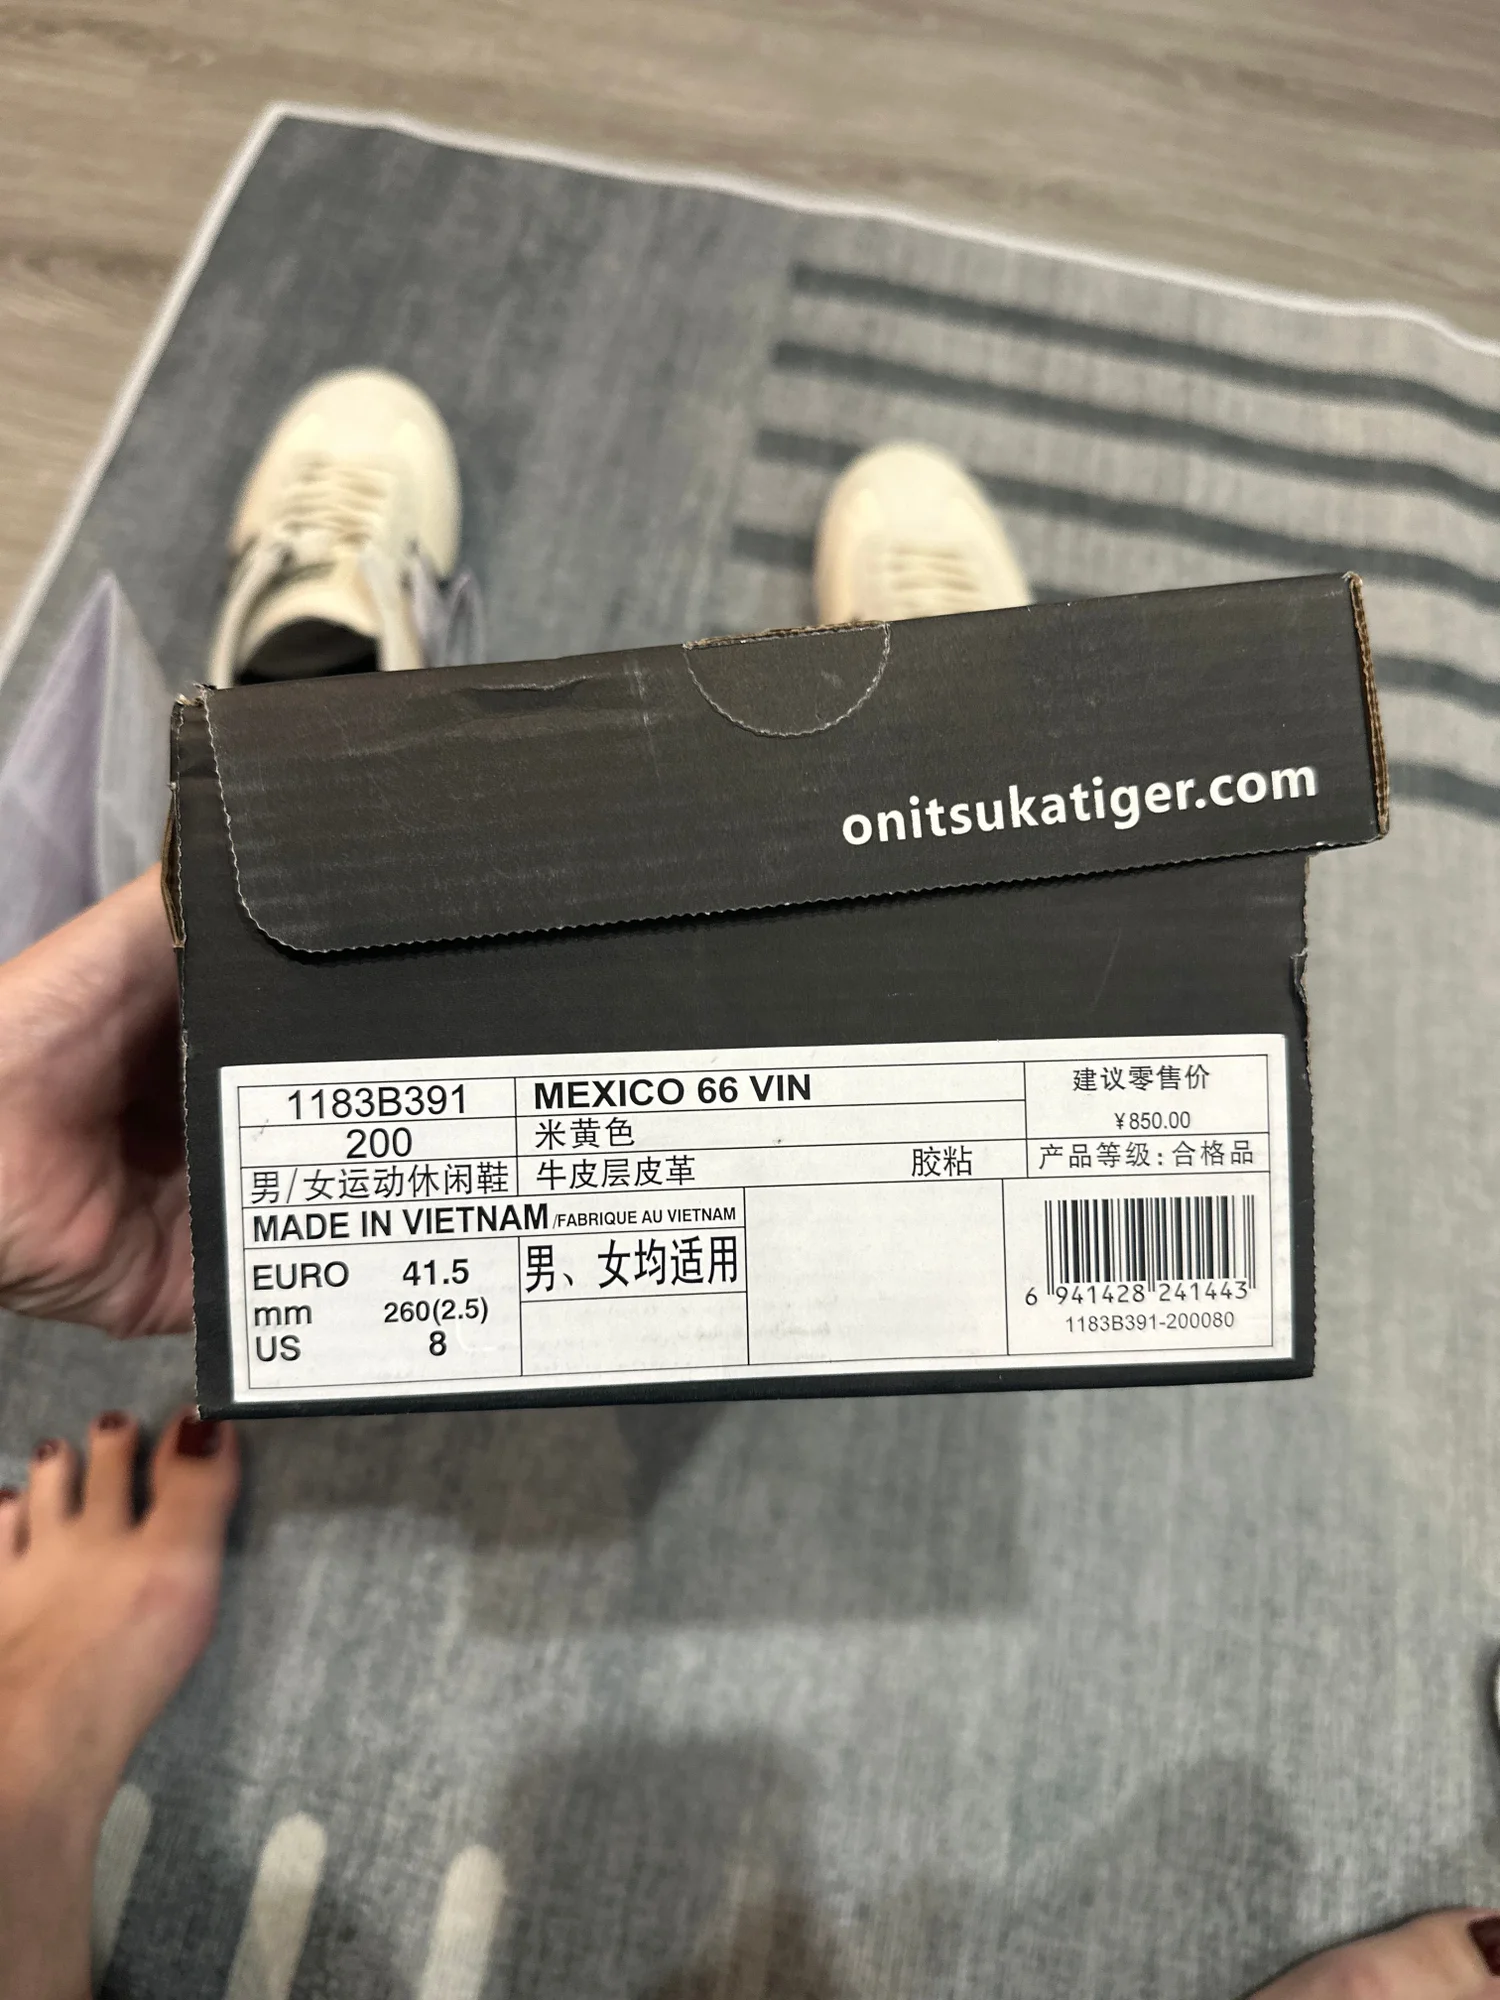 onitsukatiger.com
1183B391
MEXICO 66 VIN
建议零售价
¥850.00
200
米黄色
男/女运动休闲鞋
牛皮层皮革
胶粘
产品等级:合格品
MADE IN VIETNAM/FABRIQUE AU VIETNAM
EURO 41.5
男、女均适用
mm 260(2.5)
US 8
6 941428 241443
1183B391-200080